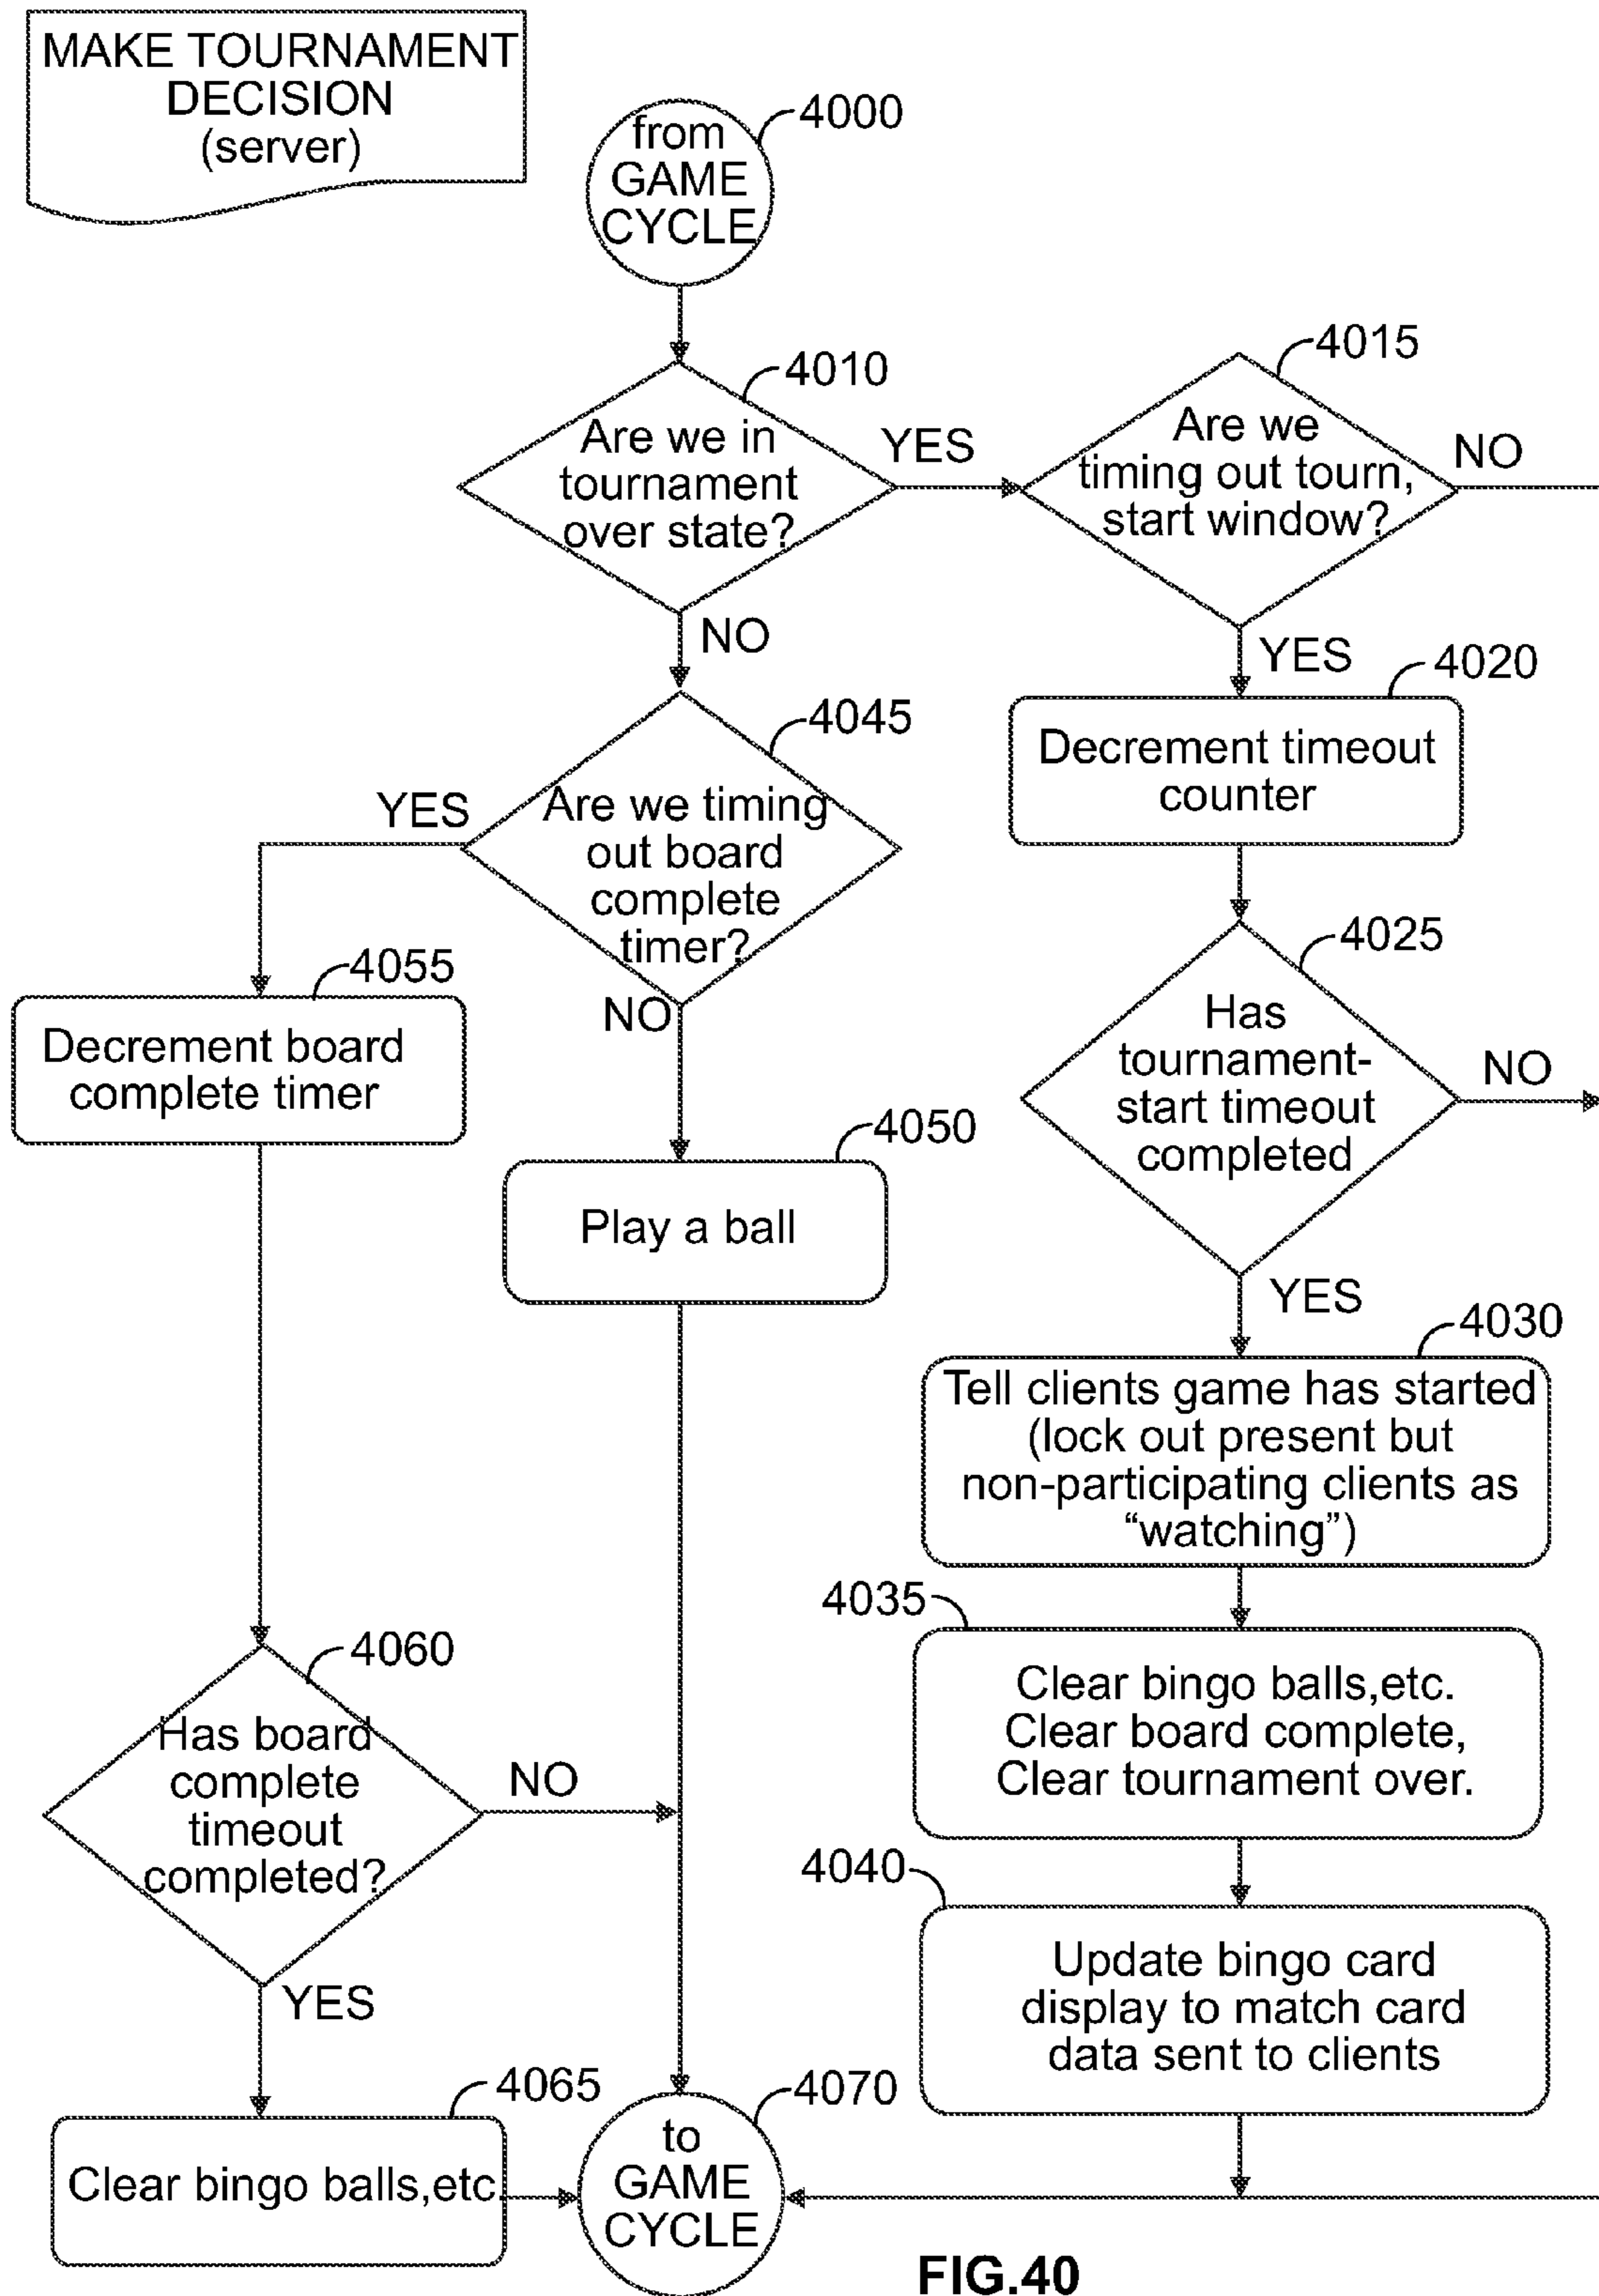 MAKE TOURNAMENT
DECISION
(server)
4000
from
GAME
CYCLE
4010
Are we in
tournament
over state?
YES
NO
4015
Are we
timing out tourn,
start window?
NO
YES
4020
Decrement timeout
counter
4045
Are we timing
out board
complete
timer?
YES
NO
4025
Has
tournament-
start timeout
completed
NO
YES
4055
Decrement board
complete timer
4050
Play a ball
4030
Tell clients game has started
(lock out present but
non-participating clients as
“watching”)
4035
Clear bingo balls,etc.
Clear board complete,
Clear tournament over.
4060
Has board
complete
timeout
completed?
NO
YES
4040
Update bingo card
display to match card
data sent to clients
4065
Clear bingo balls,etc
4070
to
GAME
CYCLE
FIG.40